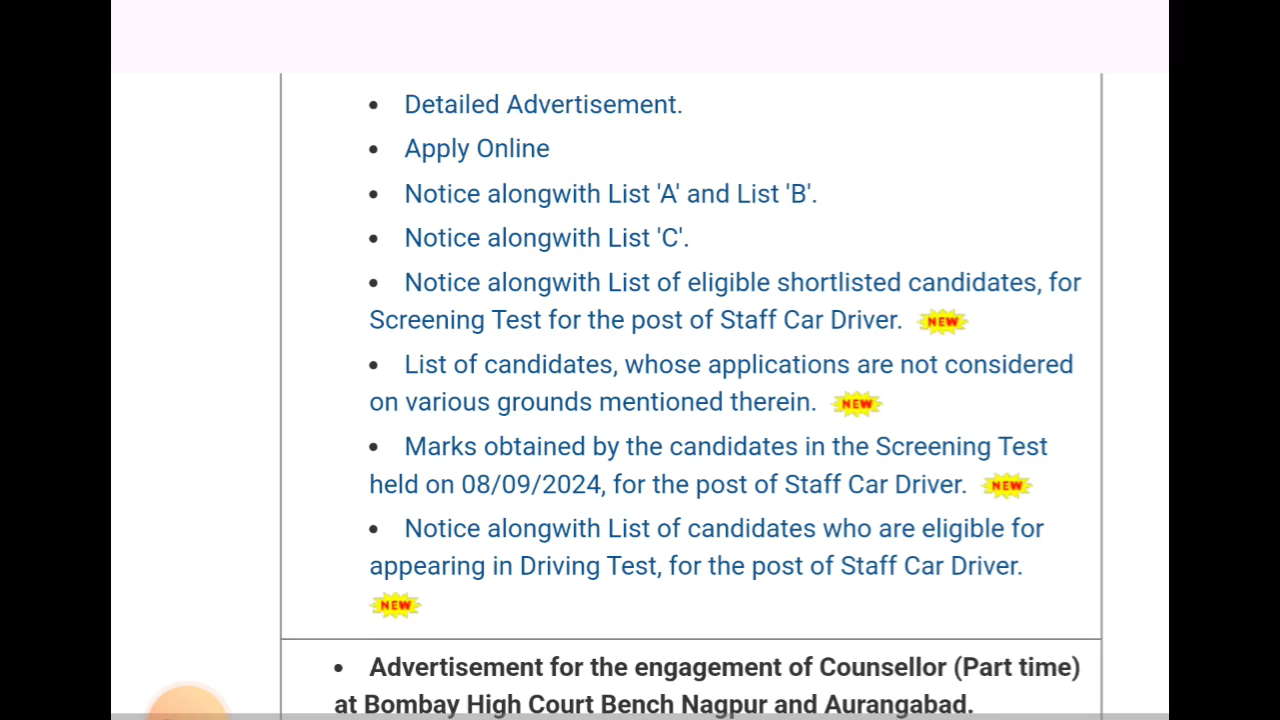 • Detailed Advertisement.
• Apply Online
• Notice alongwith List 'A' and List 'B'.
• Notice alongwith List 'C'.
• Notice alongwith List of eligible shortlisted candidates, for
Screening Test for the post of Staff Car Driver. NEW
• List of candidates, whose applications are not considered
on various grounds mentioned therein. NEW
• Marks obtained by the candidates in the Screening Test
held on 08/09/2024, for the post of Staff Car Driver. NEW
• Notice alongwith List of candidates who are eligible for
appearing in Driving Test, for the post of Staff Car Driver.
NEW
• Advertisement for the engagement of Counsellor (Part time)
at Bombay High Court Bench Nagpur and Aurangabad.